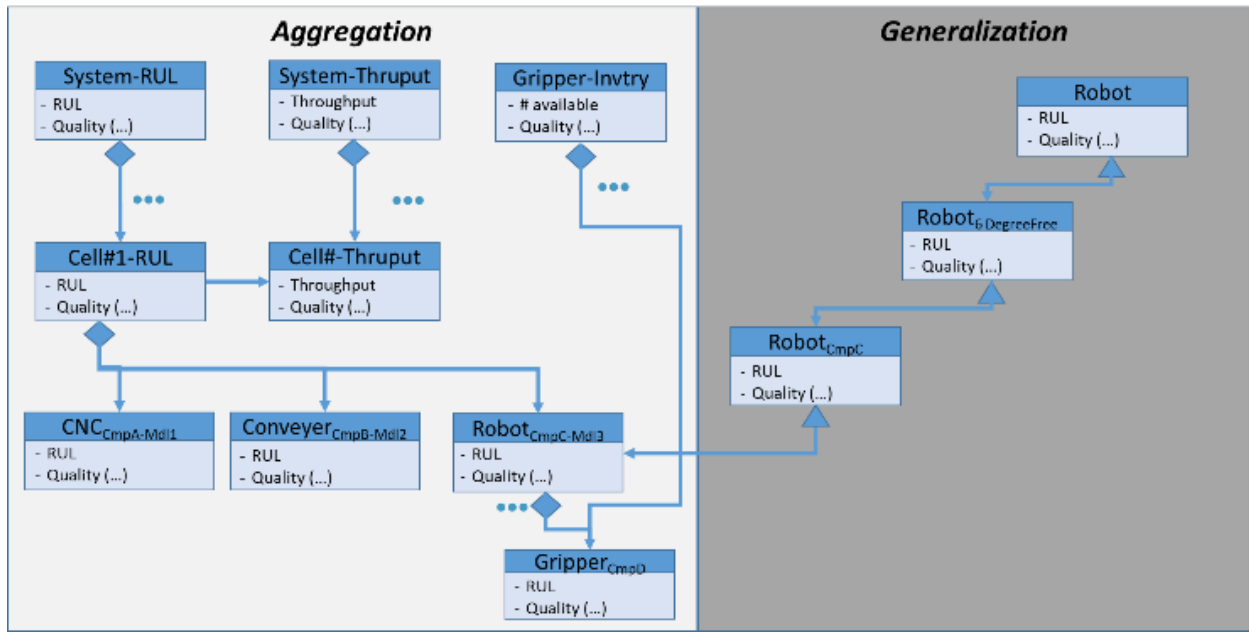 Aggregation
Generalization
System-RUL
- RUL
- Quality (...)
System-Thruput
- Throughput
- Quality (...)
Gripper-Invtry
- # available
- Quality (...)
Robot
- RUL
- Quality (...)
Robot6 DegreeFree
- RUL
- Quality (...)
Cell#1-RUL
- RUL
- Quality (...)
Cell#-Thruput
- Throughput
- Quality (...)
RobotCmpC
- RUL
- Quality (...)
CNCCmpA-Mdl1
- RUL
- Quality (...)
ConveyerCmpB-Mdl2
- RUL
- Quality (...)
RobotCmpC-Mdl3
- RUL
- Quality (...)
GripperCmpD
- RUL
- Quality (...)